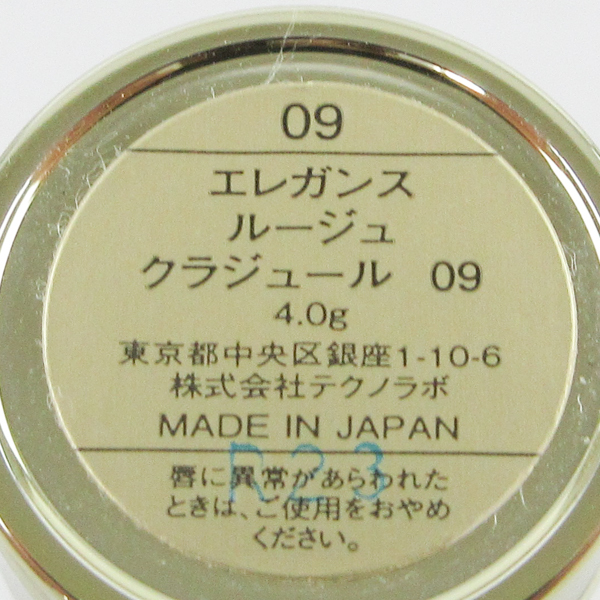 09
エレガンス
ルージュ
クラジュール 09
4.0g
東京都中央区銀座1-10-6
株式会社テクノラボ
MADE IN JAPAN
R23
唇に異常があらわれた
ときは、ご使用をおやめ
ください。